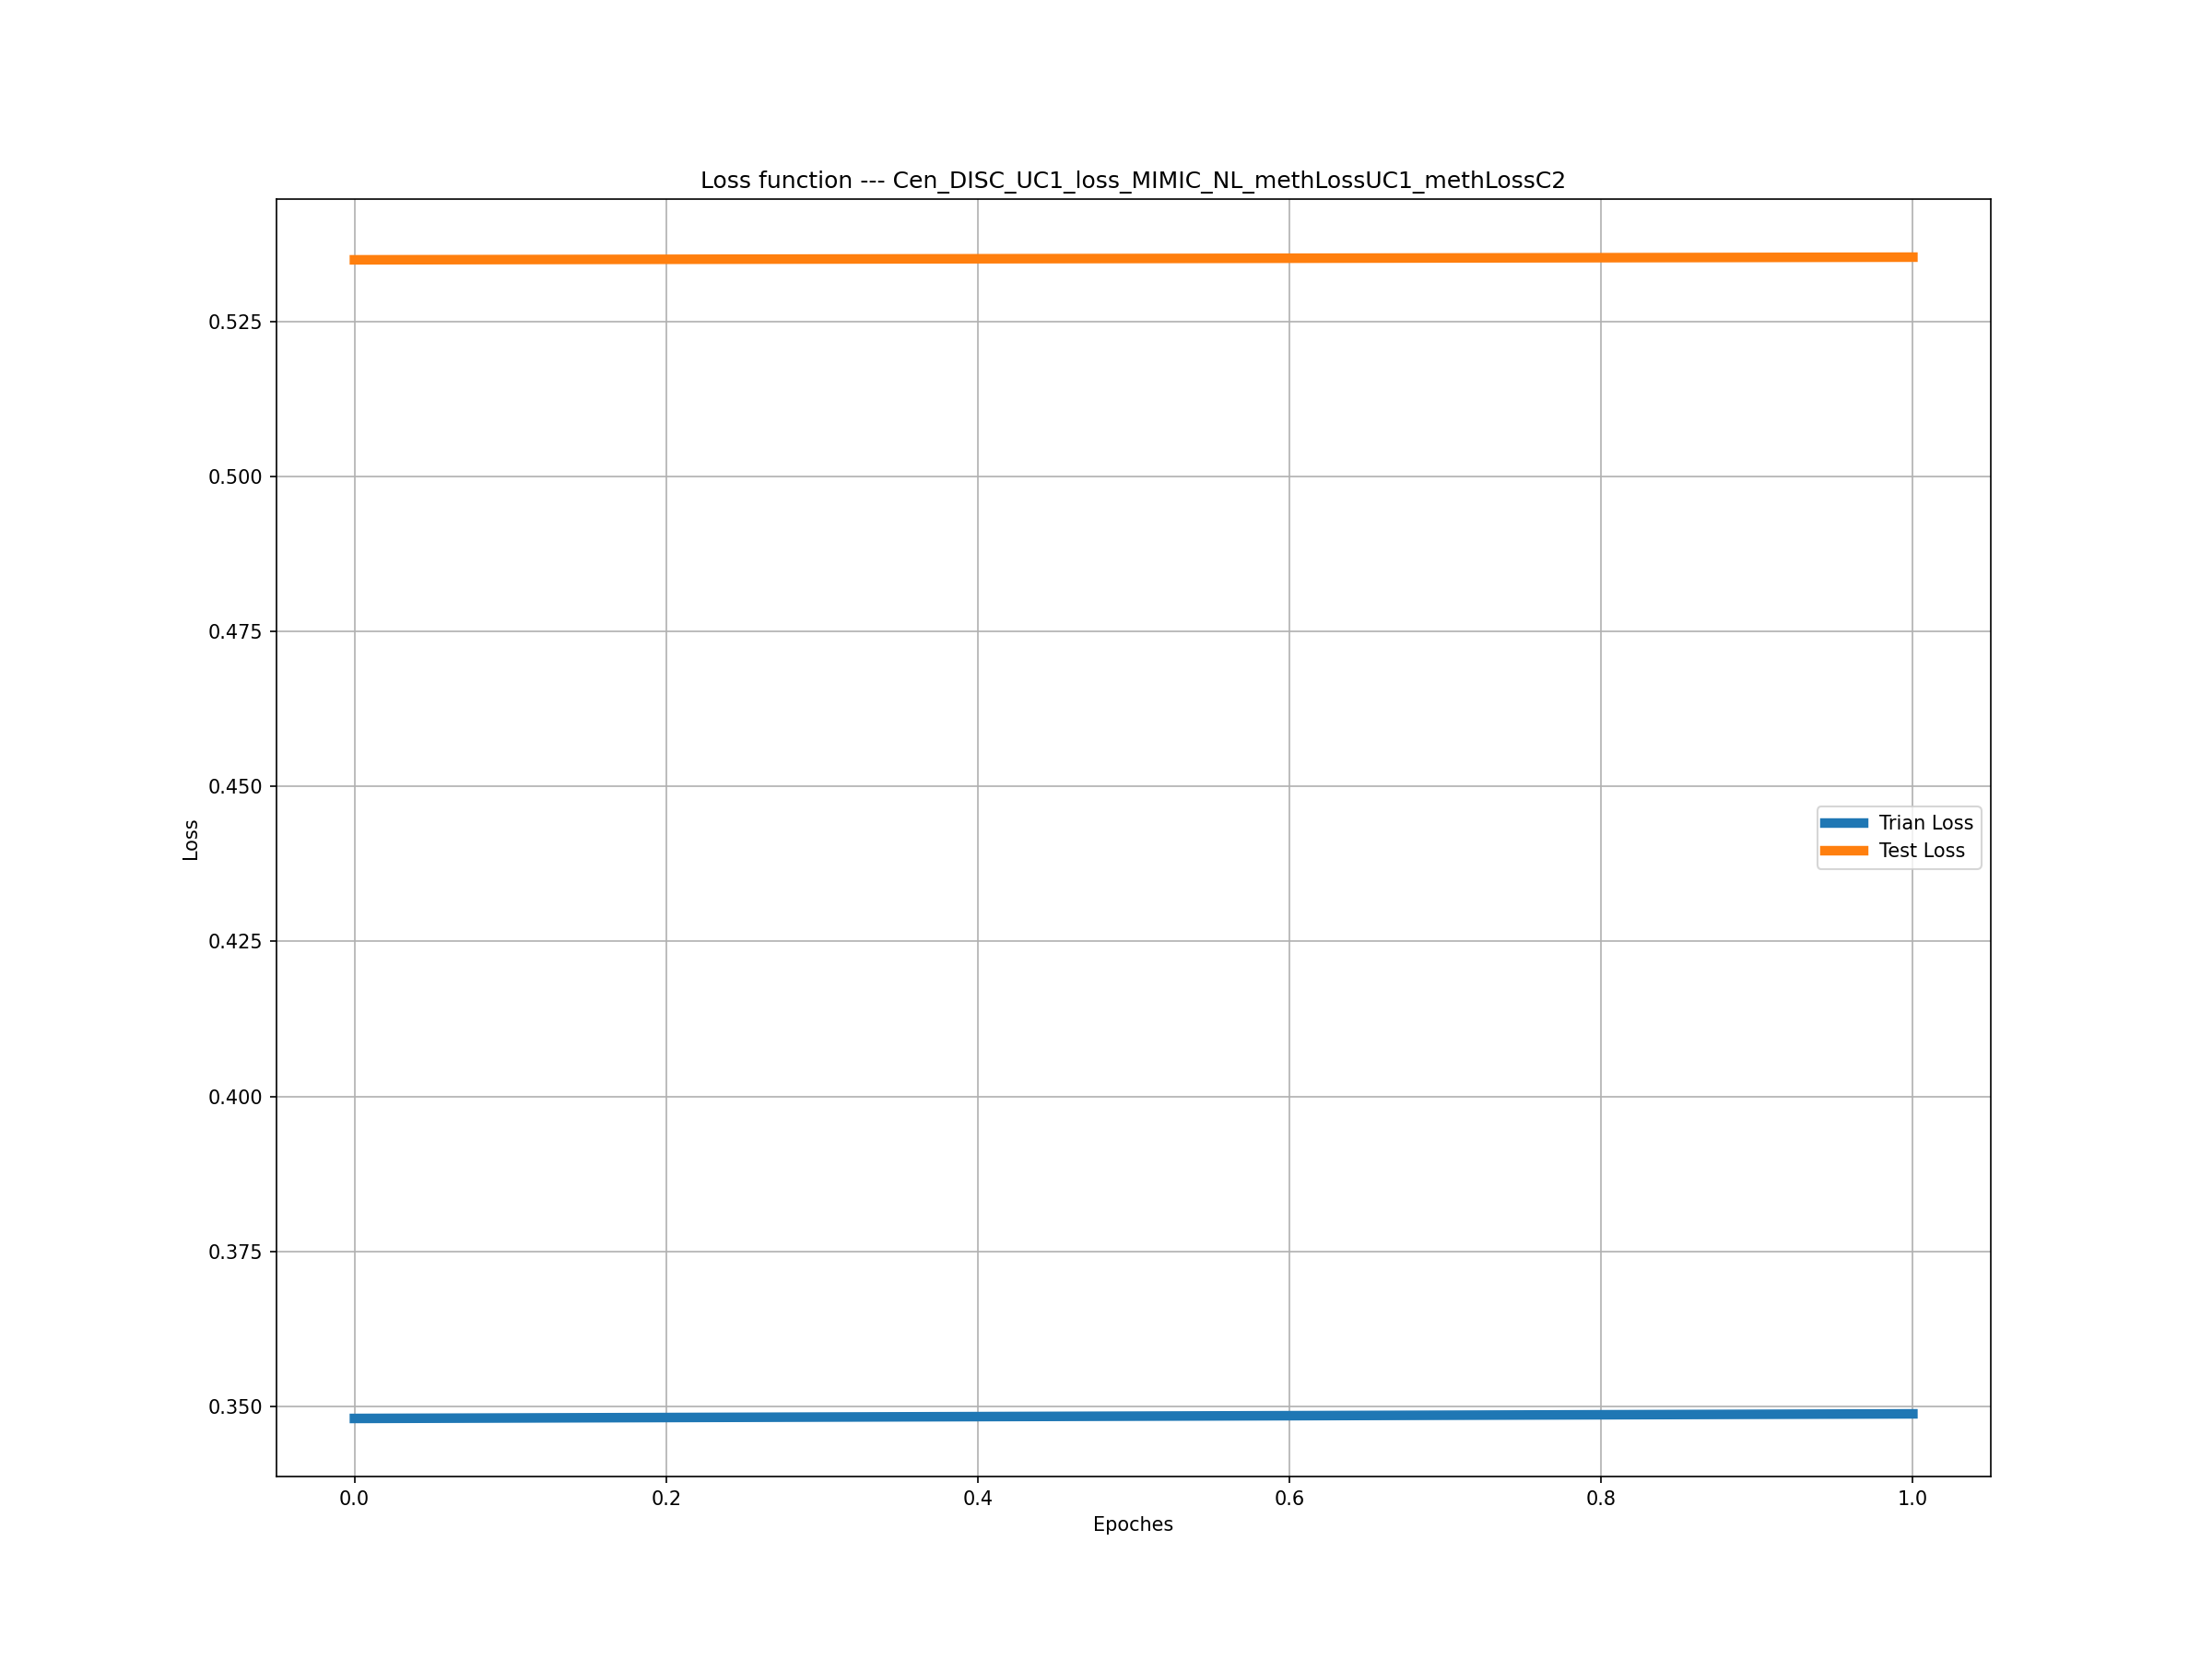 Loss function --- Cen_DISC_UC1_loss_MIMIC_NL_methLossUC1_methLossC2
0.525
0.500
0.475
0.450
0.425
0.400
0.375
0.350
Loss
Trian Loss
Test Loss
0.0 0.2 0.4 0.6 0.8 1.0
Epoches